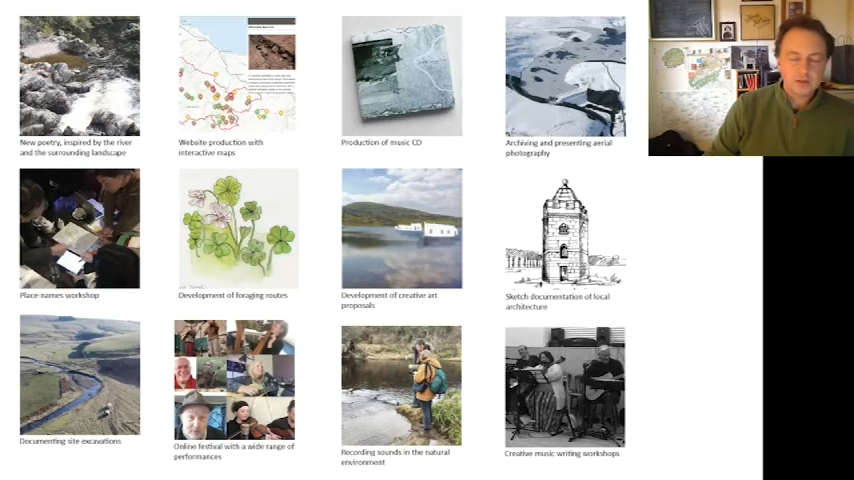 New poetry, inspired by the river
and the surrounding landscape
Website production with
interactive maps
Production of music CD
Archiving and presenting aerial
photography
Place-names workshop
Development of foraging routes
Development of creative art
proposals
Sketch documentation of local
architecture
Documenting site excavations
Online festival with a wide range of
performances
Recording sounds in the natural
environment
Creative music writing workshops